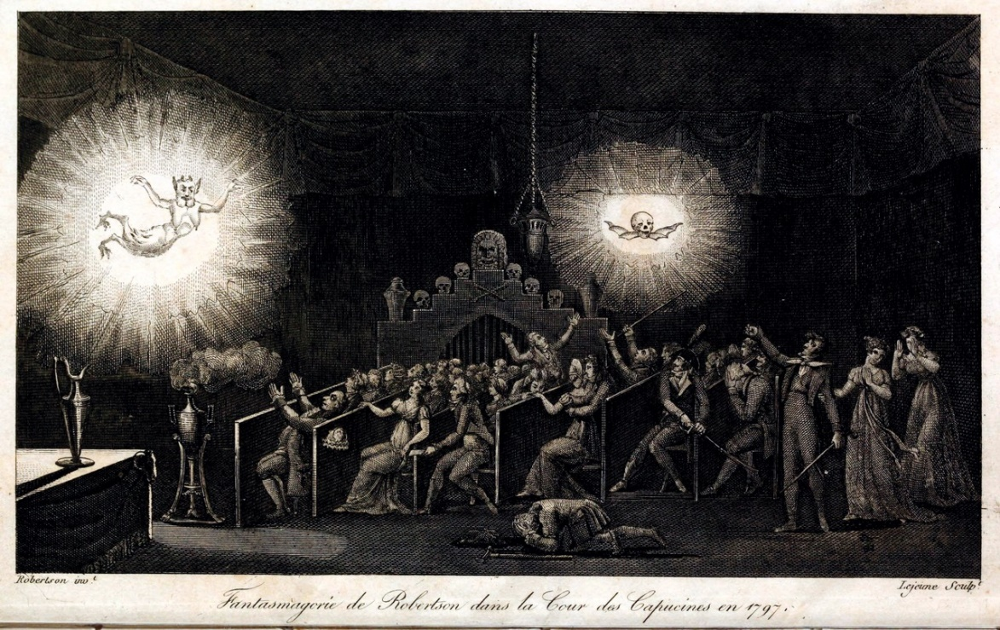 Robertson inv.t
Lejeune Sculp.t
Fantasmagorie de Robertson dans la Cour des Capucines en 1797.